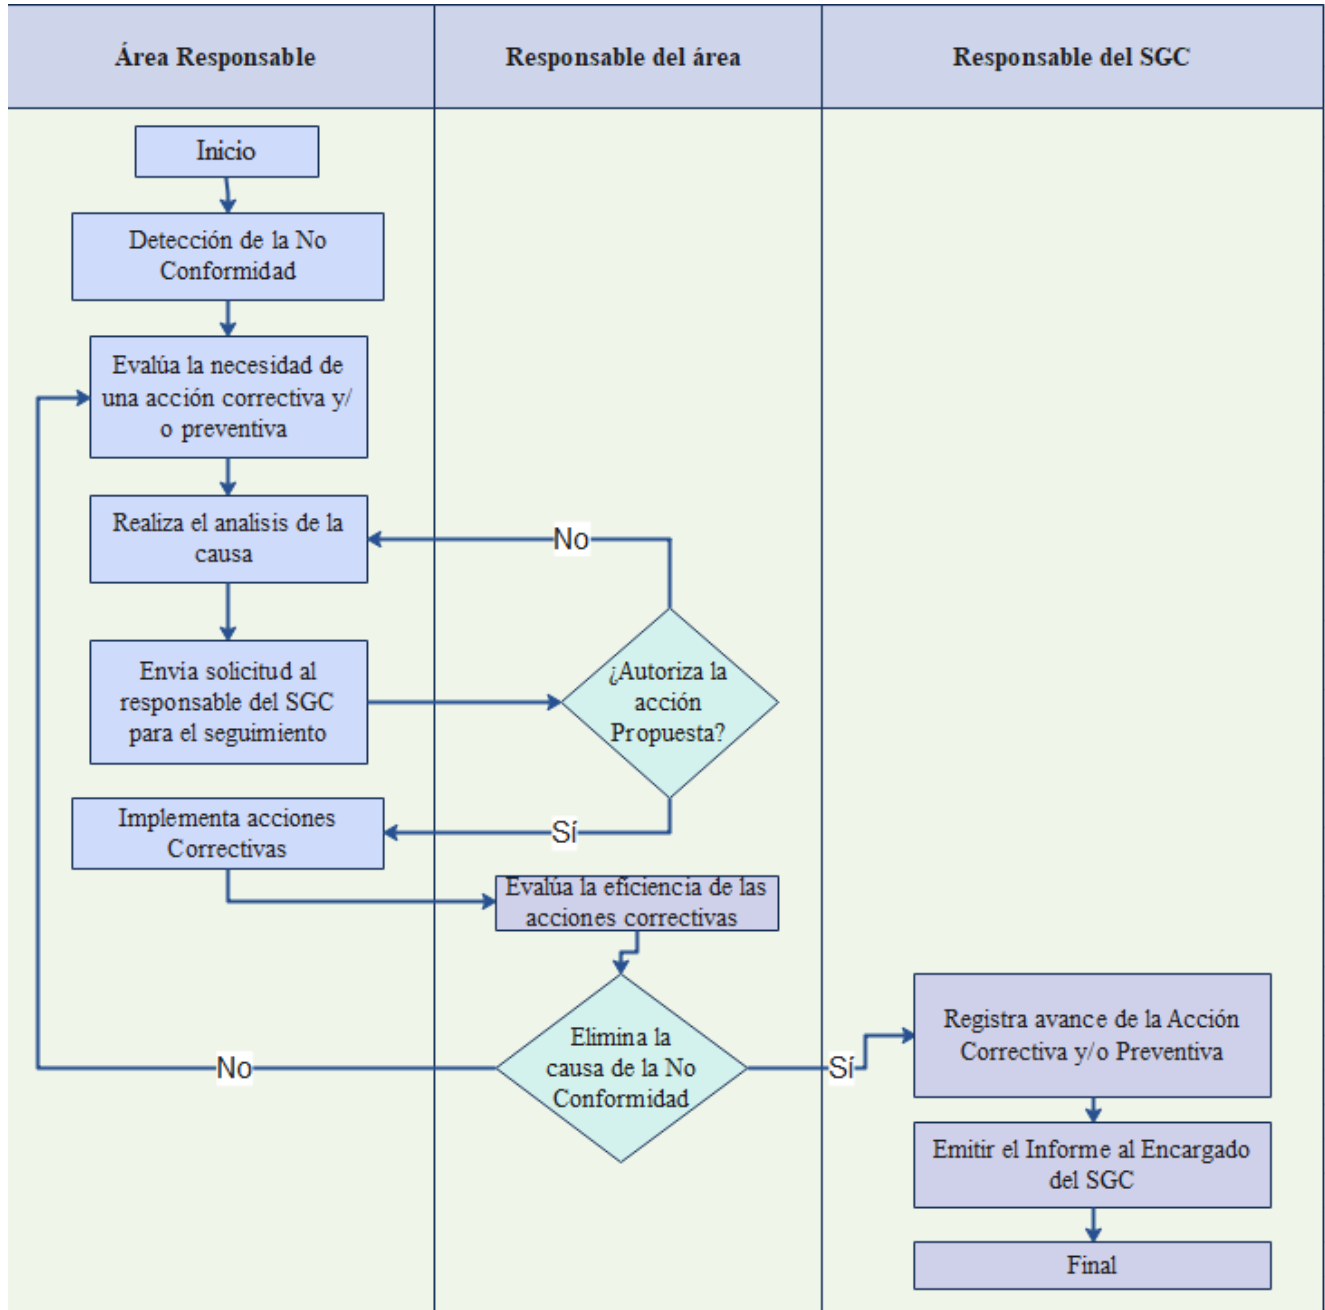 Área Responsable
Responsable del área
Responsable del SGC
Inicio
Detección de la No
Conformidad
Evalúa la necesidad de
una acción correctiva y/
o preventiva
Realiza el analisis de la
causa
No
Envia solicitud al
responsable del SGC
para el seguimiento
¿Autoriza la
acción
Propuesta?
Implementa acciones
Correctivas
Sí
Evalúa la eficiencia de las
acciones correctivas
Elimina la
causa de la No
Conformidad
No
Sí
Registra avance de la Acción
Correctiva y/o Preventiva
Emitir el Informe al Encargado
del SGC
Final